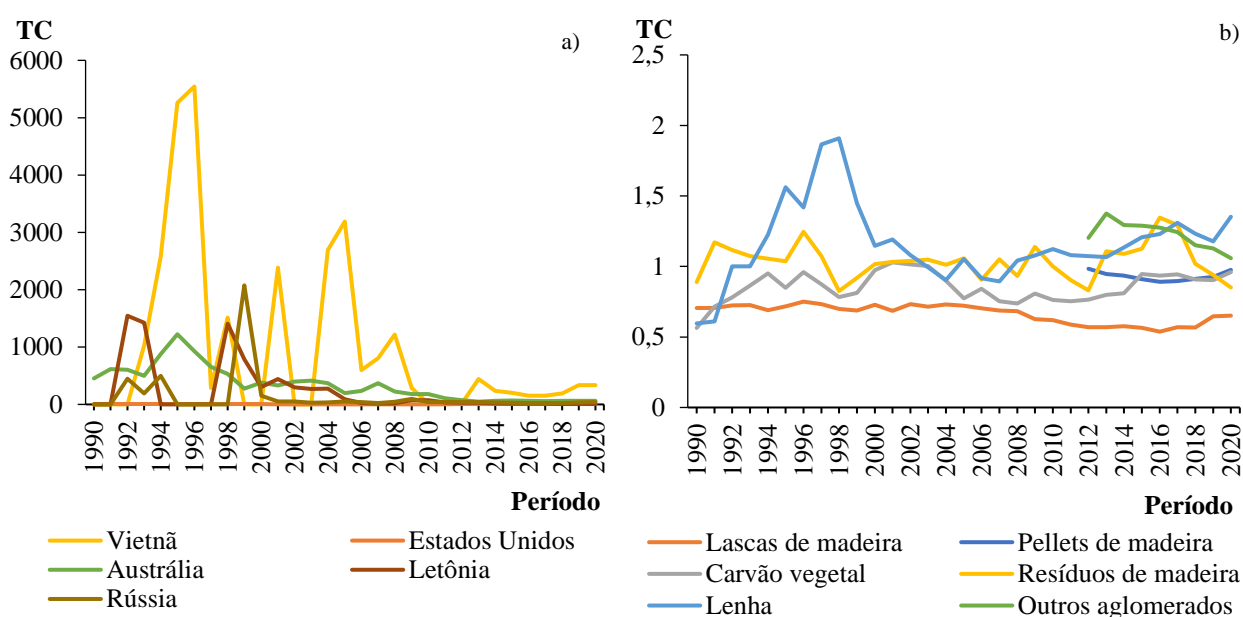 TC
a)
6000
5000
4000
3000
2000
1000
0
1990
1992
1994
1996
1998
2000
2002
2004
2006
2008
2010
2012
2014
2016
2018
2020
Período
Vietnã
Estados Unidos
Austrália
Letônia
Rússia
TC
b)
2,5
2
1,5
1
0,5
0
1990
1992
1994
1996
1998
2000
2002
2004
2006
2008
2010
2012
2014
2016
2018
2020
Período
Lascas de madeira
Pellets de madeira
Carvão vegetal
Resíduos de madeira
Lenha
Outros aglomerados